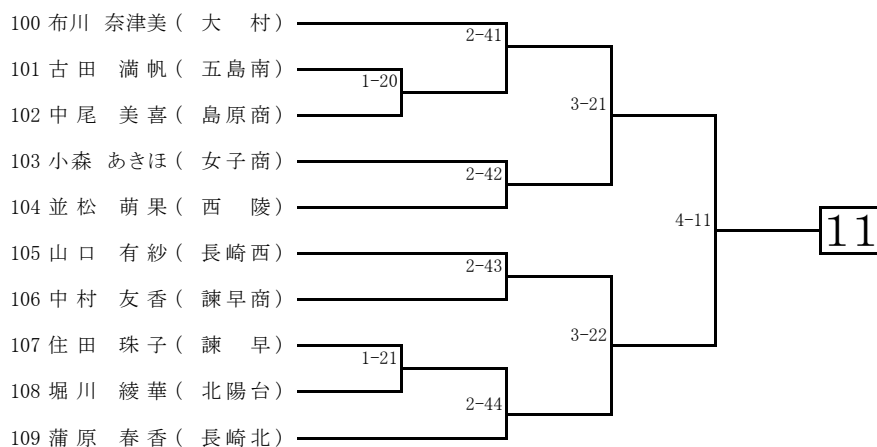 100 布川 奈津美 ( 大 村 )
2-41
101 古田 満帆 ( 五島南 )
1-20
102 中尾 美喜 ( 島原商 )
3-21
103 小森 あきほ ( 女子商 )
2-42
104 並松 萌果 ( 西 陵 )
4-11
11
105 山口 有紗 ( 長崎西 )
2-43
106 中村 友香 ( 諫早商 )
3-22
107 住田 珠子 ( 諫 早 )
1-21
108 堀川 綾華 ( 北陽台 )
2-44
109 蒲原 春香 ( 長崎北 )